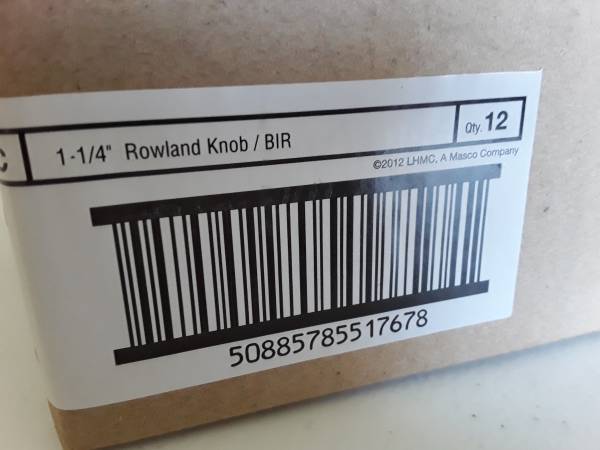 C
1-1/4" Rowland Knob / BIR
Qty. 12
©2012 LHMC, A Masco Company
50885785517678